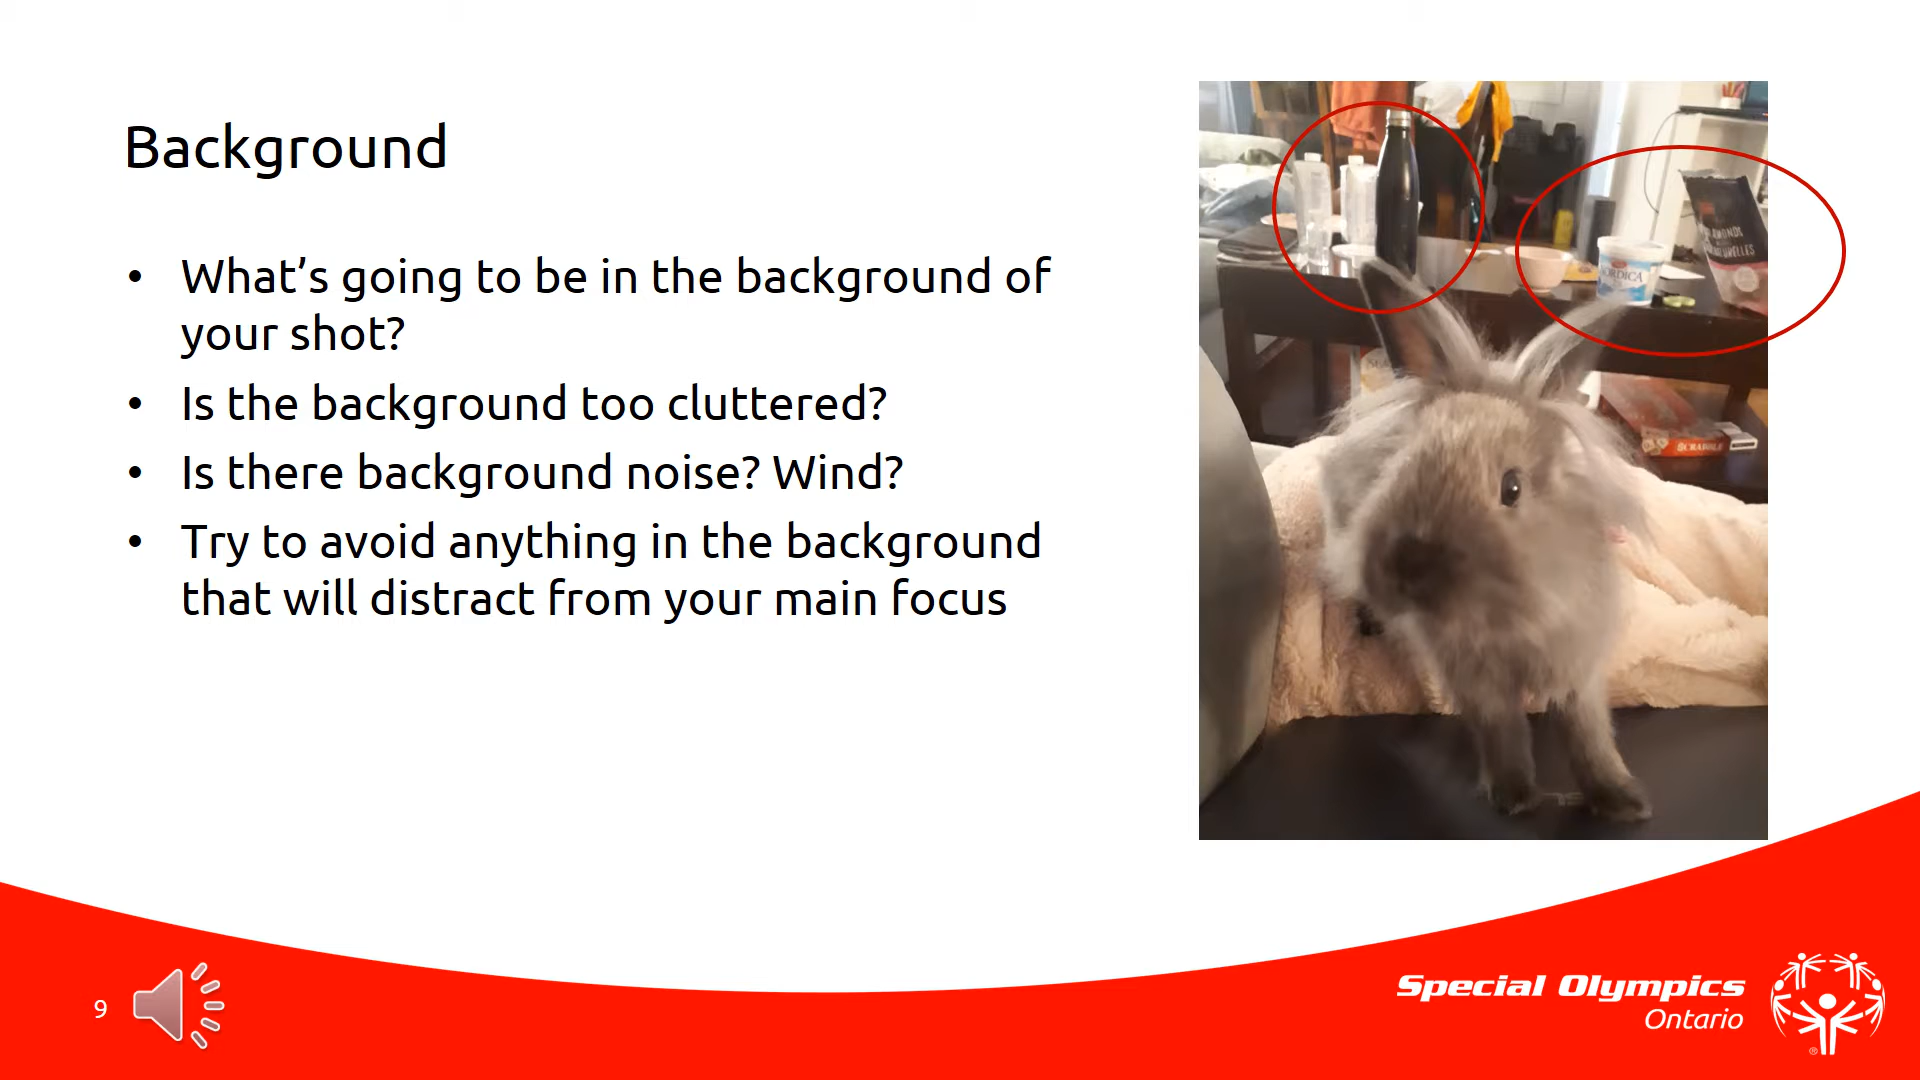 Background
• What’s going to be in the background of
your shot?
• Is the background too cluttered?
• Is there background noise? Wind?
• Try to avoid anything in the background
that will distract from your main focus
NORDICA
SCRABBLE
9
Special Olympics
Ontario
®